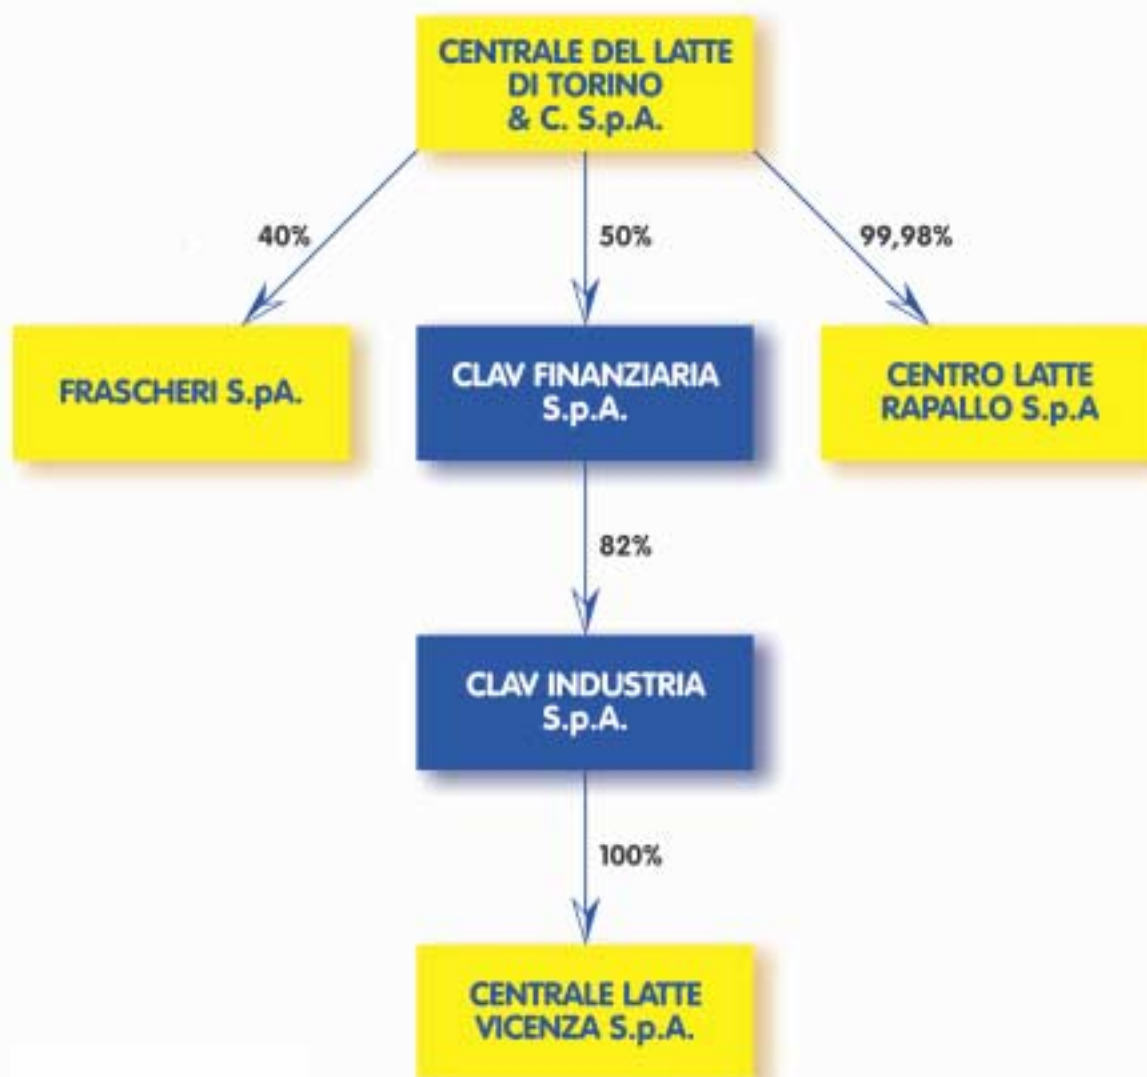 CENTRALE DEL LATTE
DI TORINO
& C. S.p.A.
40%
50%
99,98%
FRASCHERI S.pA.
CLAV FINANZIARIA
S.p.A.
CENTRO LATTE
RAPALLO S.p.A
82%
CLAV INDUSTRIA
S.p.A.
100%
CENTRALE LATTE
VICENZA S.p.A.